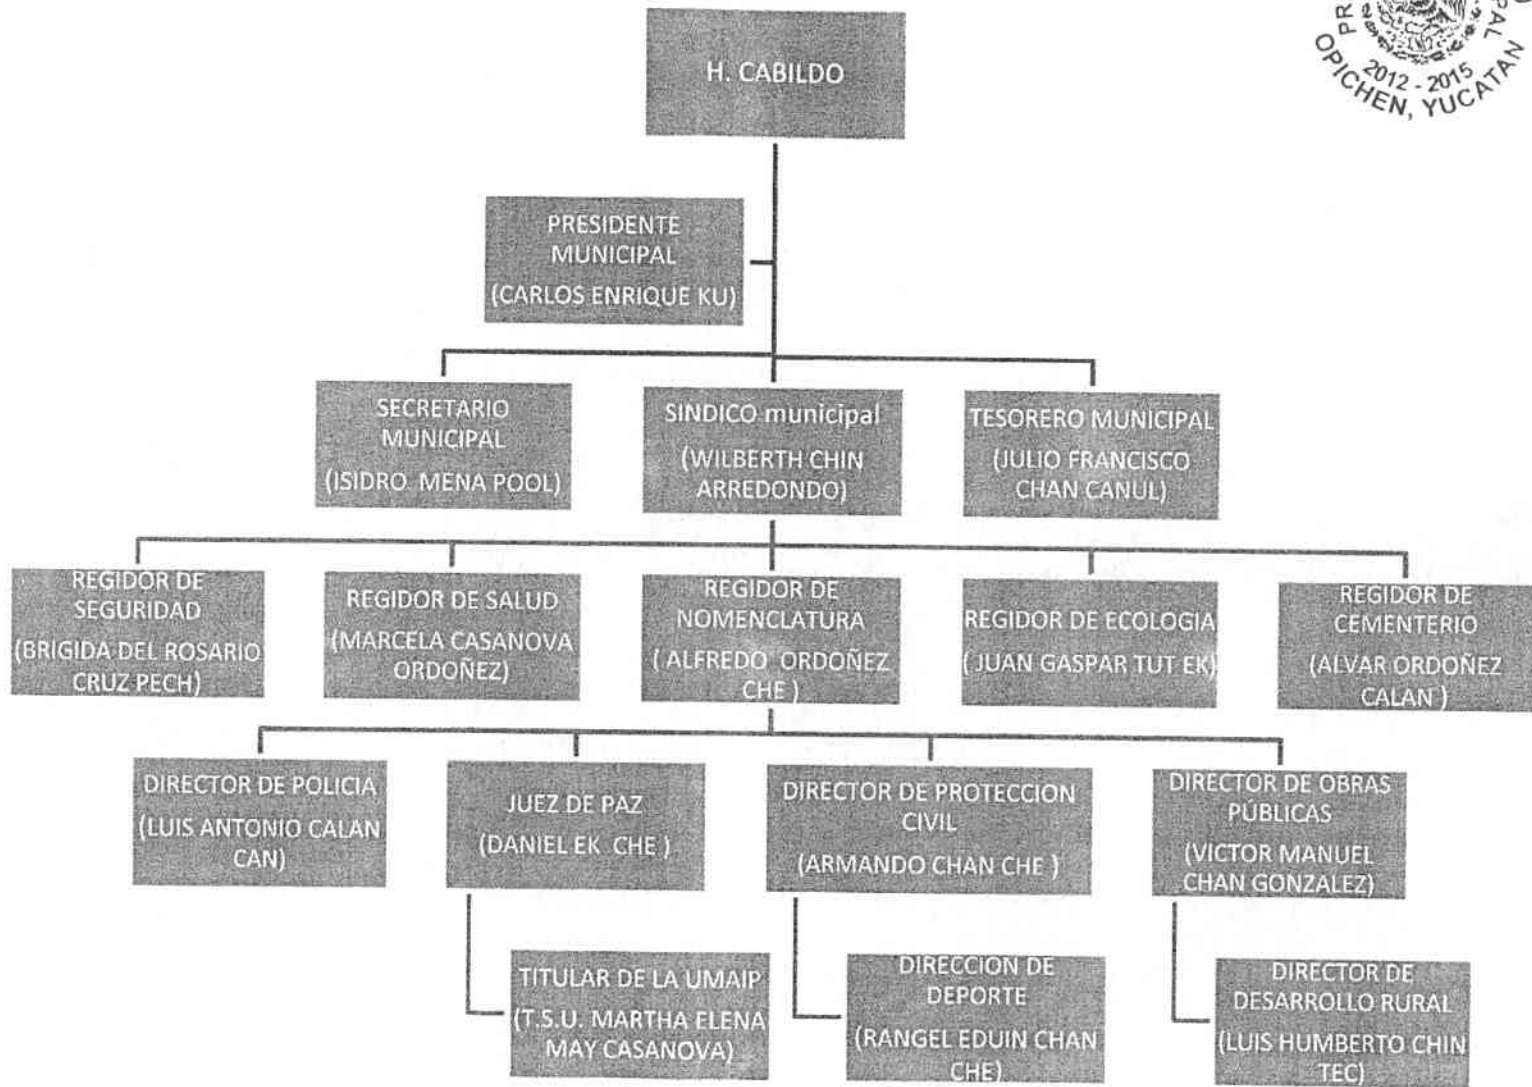 H. CABILDO
2012 - 2015
OPICHEN, YUCATAN
PRESIDENTE
MUNICIPAL
(CARLOS ENRIQUE KU)
SECRETARIO
MUNICIPAL
(ISIDRO MENA POOL)
SINDICO municipal
(WILBERTH CHIN
ARREDONDO)
TESORERO MUNICIPAL
(JULIO FRANCISCO
CHAN CANUL)
REGIDOR DE
SEGURIDAD
(BRIGIDA DEL ROSARIO
CRUZ PECH)
REGIDOR DE SALUD
(MARCELA CASANOVA
ORDOÑEZ)
REGIDOR DE
NOMENCLATURA
( ALFREDO ORDOÑEZ
CHE )
REGIDOR DE ECOLOGIA
( JUAN GASPAR TUT EK)
REGIDOR DE
CEMENTERIO
(ALVAR ORDOÑEZ
CALAN )
DIRECTOR DE POLICIA
(LUIS ANTONIO CALAN
CAN)
JUEZ DE PAZ
(DANIEL EK CHE )
DIRECTOR DE PROTECCION
CIVIL
(ARMANDO CHAN CHE )
DIRECTOR DE OBRAS
PÚBLICAS
(VICTOR MANUEL
CHAN GONZALEZ)
TITULAR DE LA UMAIP
(T.S.U. MARTHA ELENA
MAY CASANOVA)
DIRECCION DE
DEPORTE
(RANGEL EDUIN CHAN
CHE)
DIRECTOR DE
DESARROLLO RURAL
(LUIS HUMBERTO CHIN
TEC)